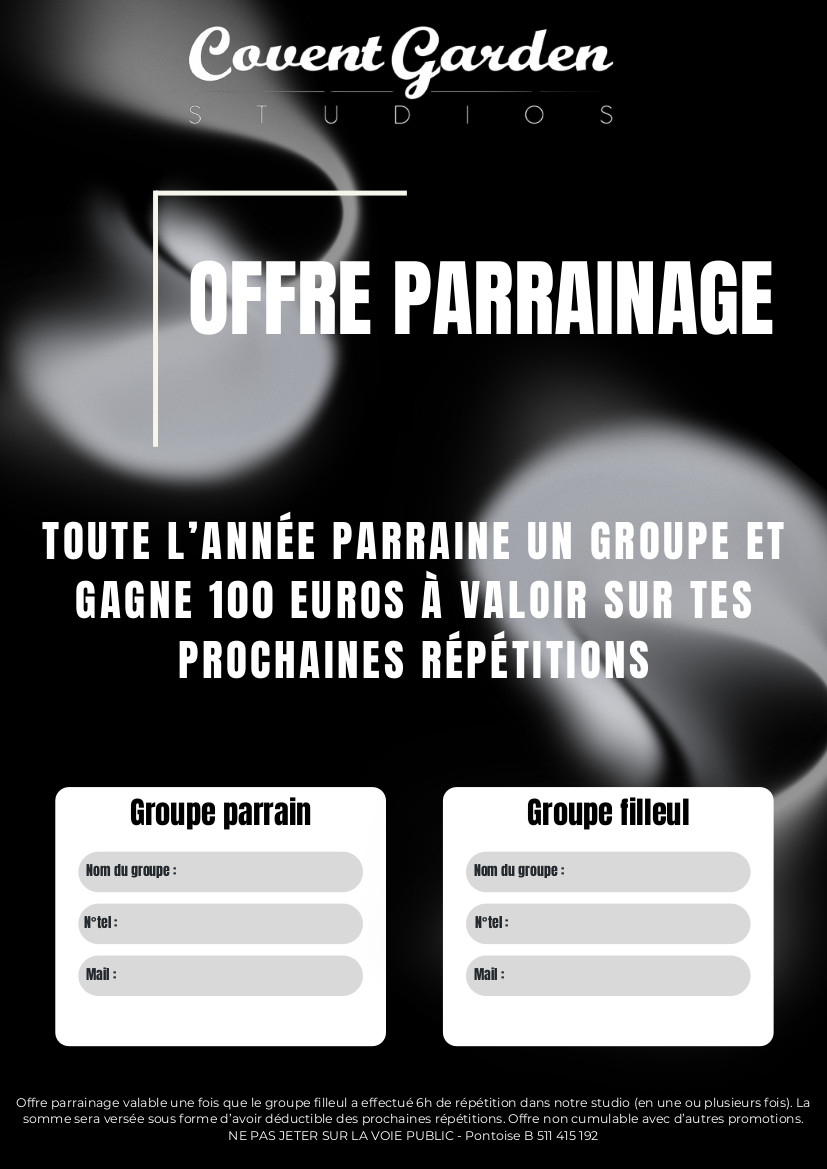 Covent Garden
STUDIOS
OFFRE PARRAINAGE
TOUTE L'ANNÉE PARRAINE UN GROUPE ET
GAGNE 100 EUROS À VALOIR SUR TES
PROCHAINES RÉPÉTITIONS
Groupe parrain
Nom du groupe :
N°tel :
Mail :
Groupe filleul
Nom du groupe :
N°tel :
Mail :
Offre parrainage valable une fois que le groupe filleul a effectué 6h de répétition dans notre studio (en une ou plusieurs fois). La
somme sera versée sous forme d'avoir déductible des prochaines répétitions. Offre non cumulable avec d'autres promotions.
NE PAS JETER SUR LA VOIE PUBLIC - Pontoise B 511 415 192